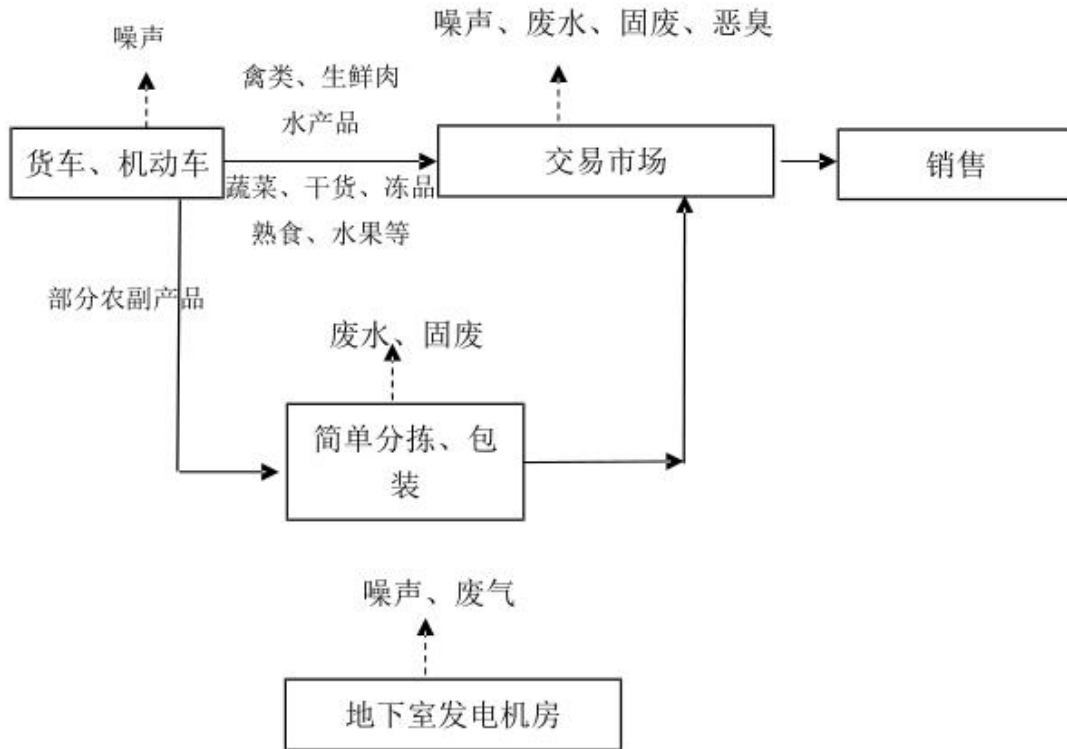 噪声、废水、固废、恶臭
噪声
禽类、生鲜肉
水产品
货车、机动车
交易市场
销售
蔬菜、干货、冻品
熟食、水果等
部分农副产品
废水、固废
简单分拣、包
装
噪声、废气
地下室发电机房